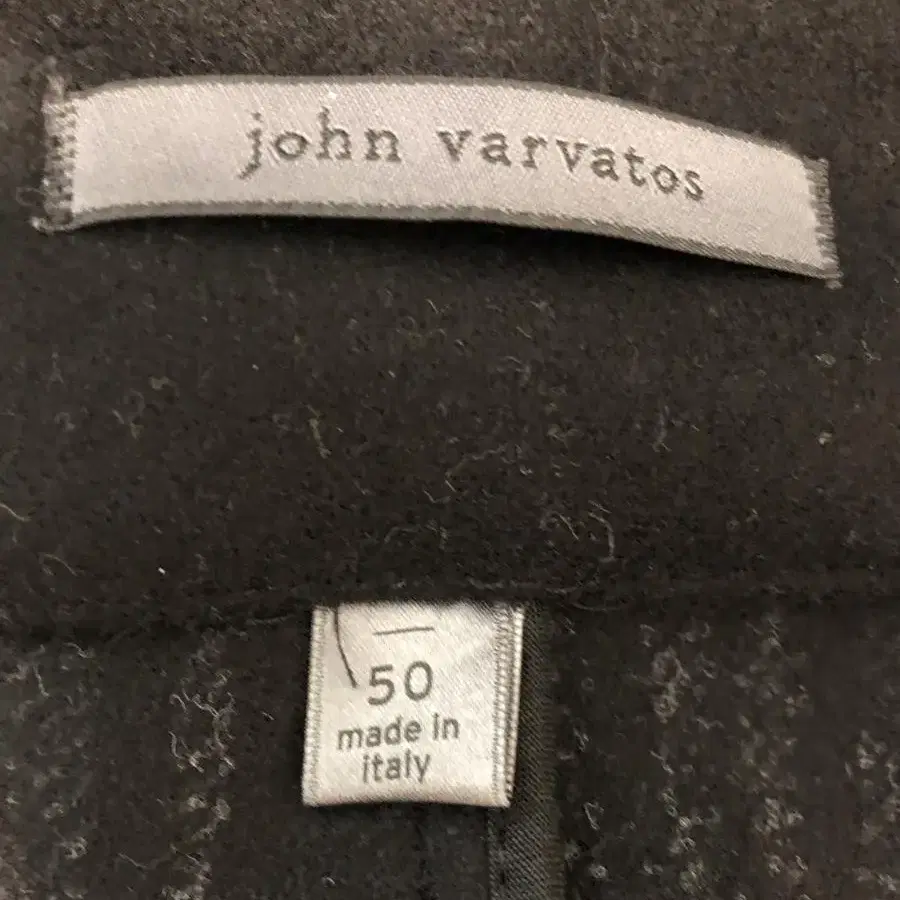 john varvatos
50
made in
italy